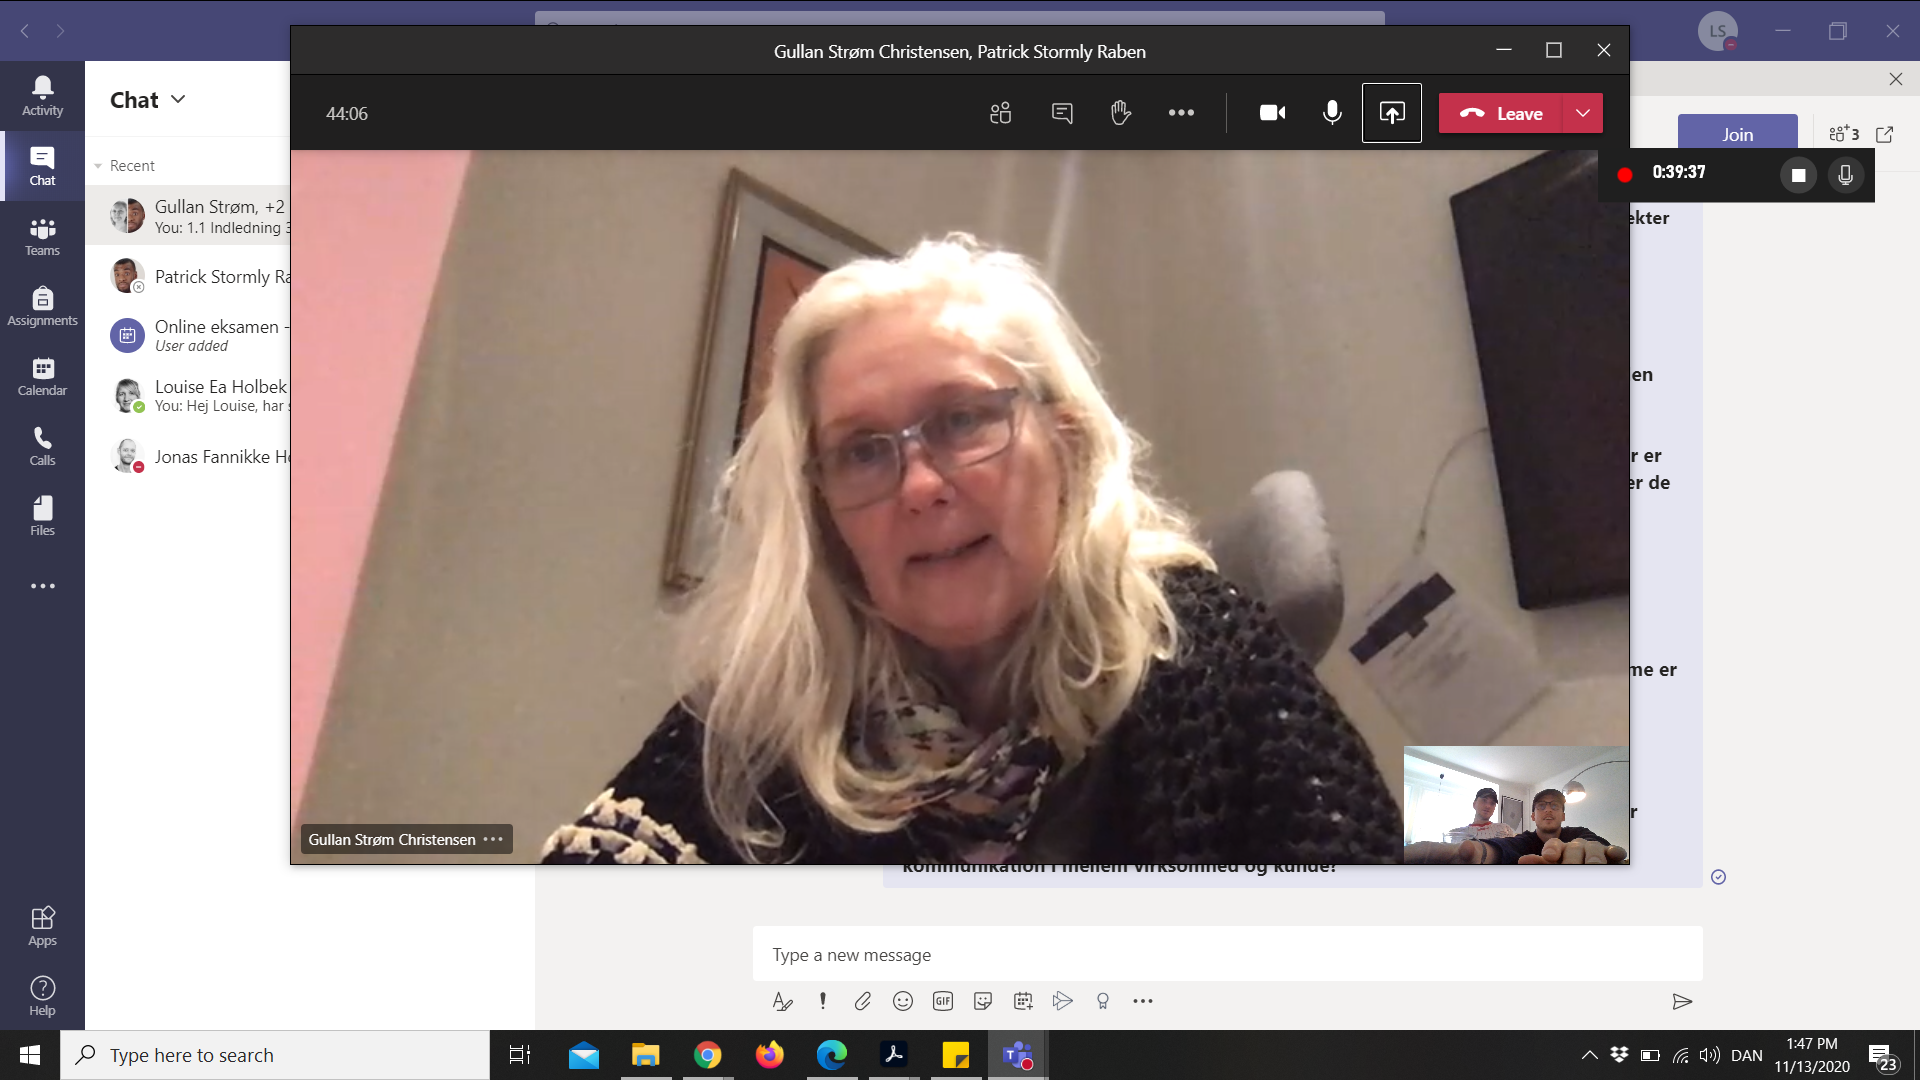 LS
Gullan Strøm Christensen, Patrick Stormly Raben
Activity
Chat
44:06
Leave
Join
3
0:39:37
Recent
Chat
Gullan Strøm, +2
You: 1.1 Indledning
ekter
Teams
Patrick Stormly Ra
Assignments
Online eksamen -
User added
Calendar
Louise Ea Holbek
You: Hej Louise, har
en
Calls
Jonas Fannikke H
r er
er de
Files
me er
r
Gullan Strøm Christensen
kommunikation i mellem virksomhed og kunde?
Apps
Type a new message
GIF
Help
Type here to search
DAN
1:47 PM
11/13/2020
23